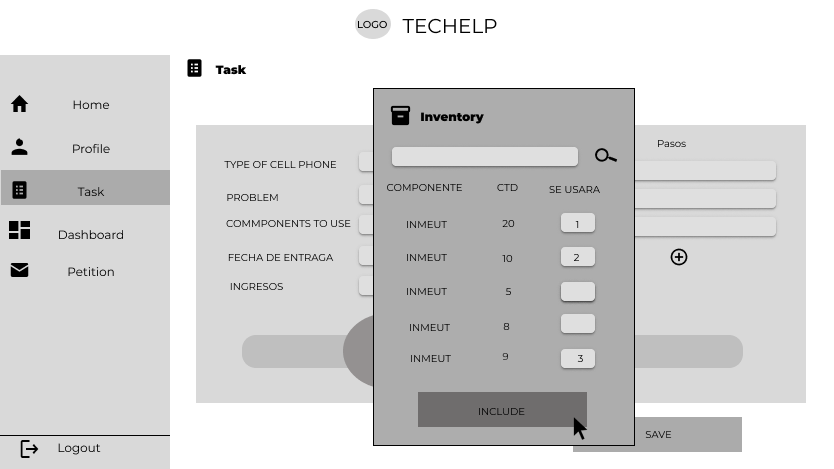 LOGO TECHELP
Home
Profile
Task
Dashboard
Petition
Logout
Task
TYPE OF CELL PHONE
PROBLEM
COMMPONENTS TO USE
FECHA DE ENTRAGA
INGRESOS
Inventory
COMPONENTE CTD SE USARA
INMEUT 20 1
INMEUT 10 2
INMEUT 5
INMEUT 8
INMEUT 9 3
INCLUDE
Pasos
SAVE